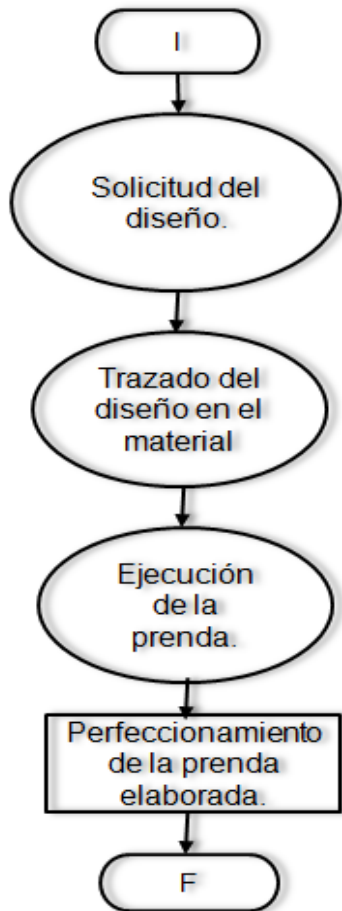 I
Solicitud del
diseño.
Trazado del
diseño en el
material
Ejecución
de la
prenda.
Perfeccionamiento
de la prenda
elaborada.
F